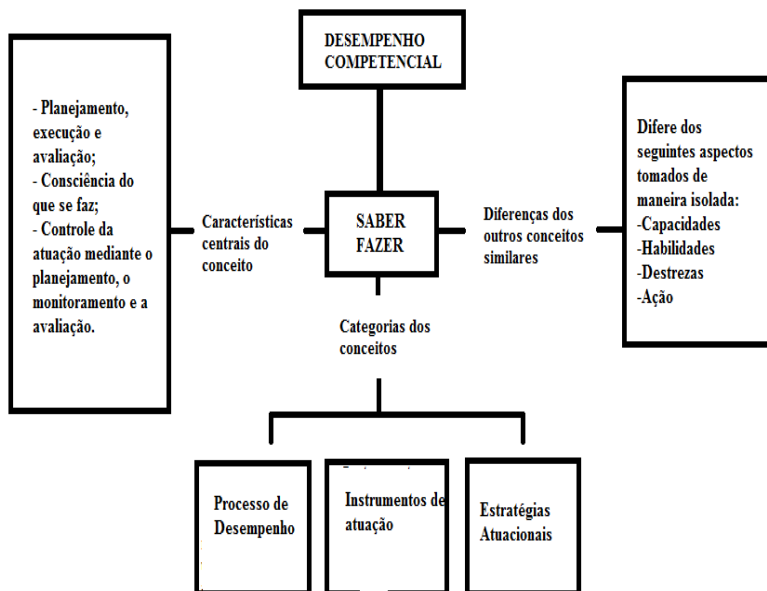 DESEMPENHO
COMPETENCIAL
- Planejamento,
execução e
avaliação;
- Consciência do
que se faz;
- Controle da
atuação mediante o
planejamento, o
monitoramento e a
avaliação.
Características
centrais do
conceito
SABER
FAZER
Diferenças dos
outros conceitos
similares
Difere dos
seguintes aspectos
tomados de
maneira isolada:
-Capacidades
-Habilidades
-Destrezas
-Ação
Categorias dos
conceitos
Processo de
Desempenho
Instrumentos de
atuação
Estratégias
Atuacionais